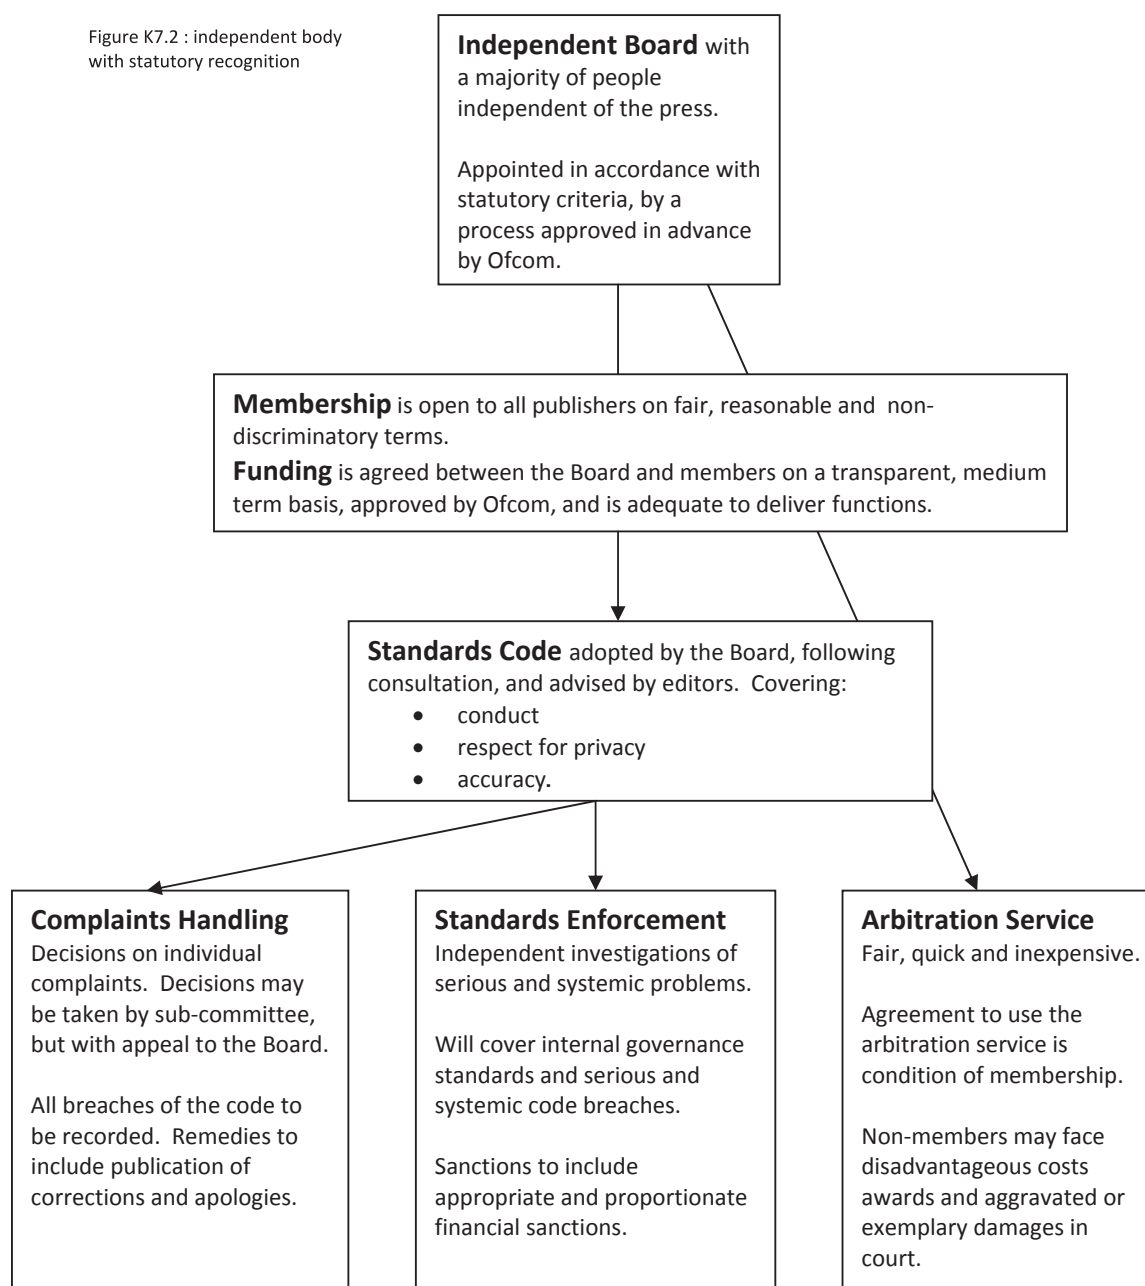 Figure K7.2 : independent body
with statutory recognition
Independent Board with
a majority of people
independent of the press.
Appointed in accordance with
statutory criteria, by a
process approved in advance
by Ofcom.
Membership is open to all publishers on fair, reasonable and non-
discriminatory terms.
Funding is agreed between the Board and members on a transparent, medium
term basis, approved by Ofcom, and is adequate to deliver functions.
Standards Code adopted by the Board, following
consultation, and advised by editors. Covering:
• conduct
• respect for privacy
• accuracy.
Complaints Handling
Decisions on individual
complaints. Decisions may
be taken by sub-committee,
but with appeal to the Board.
All breaches of the code to
be recorded. Remedies to
include publication of
corrections and apologies.
Standards Enforcement
Independent investigations of
serious and systemic problems.
Will cover internal governance
standards and serious and
systemic code breaches.
Sanctions to include
appropriate and proportionate
financial sanctions.
Arbitration Service
Fair, quick and inexpensive.
Agreement to use the
arbitration service is
condition of membership.
Non-members may face
disadvantageous costs
awards and aggravated or
exemplary damages in
court.